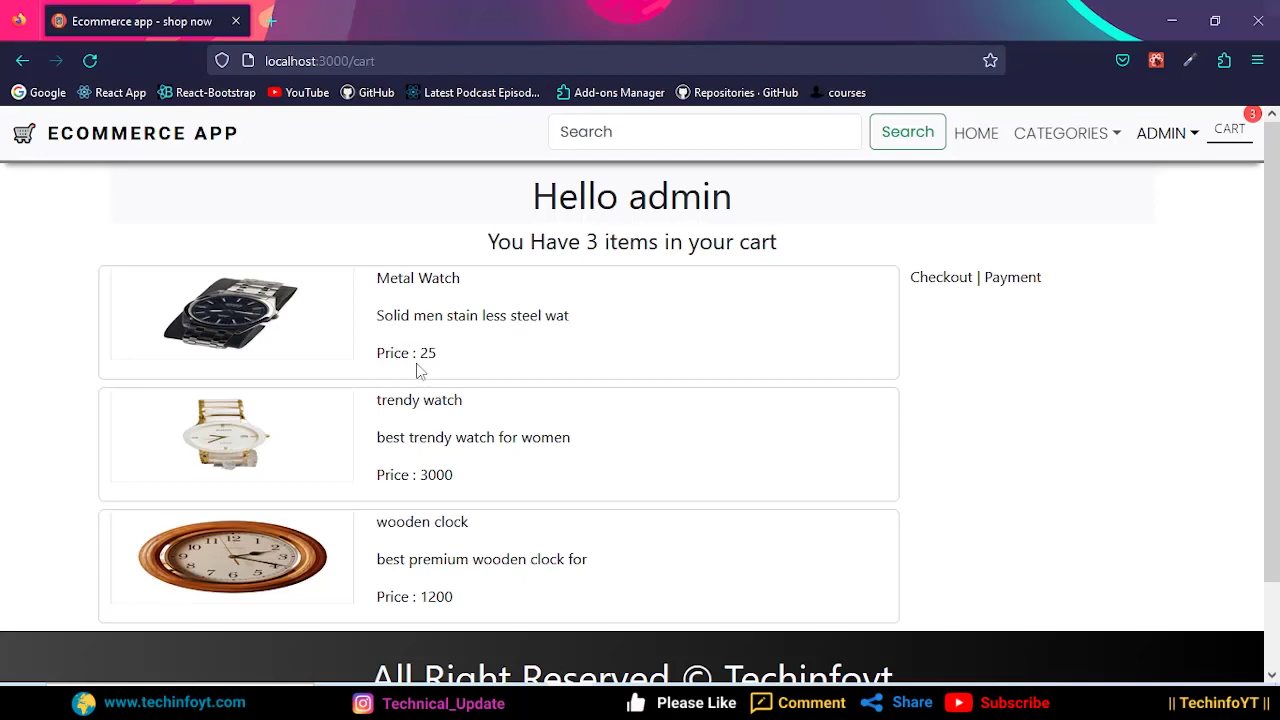 Ecommerce app - shop now
localhost:3000/cart
Google React App React-Bootstrap YouTube GitHub Latest Podcast Episod... Add-ons Manager Repositories · GitHub courses
ECOMMERCE APP Search Search HOME CATEGORIES ADMIN CART 3
Hello admin
You Have 3 items in your cart
Metal Watch
Solid men stain less steel wat
Price : 25
Checkout | Payment
trendy watch
best trendy watch for women
Price : 3000
wooden clock
best premium wooden clock for
Price : 1200
All Right Reserved © Techinfoyt
www.techinfoyt.com Technical_Update Please Like Comment Share Subscribe || TechinfoYT ||